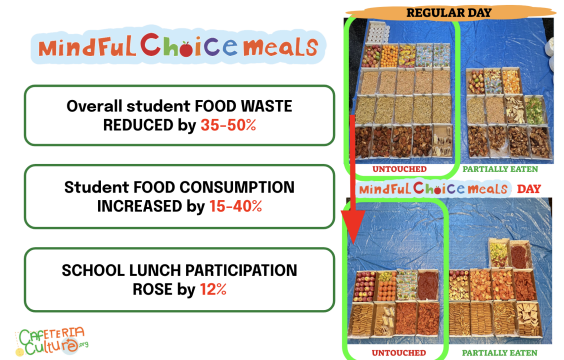 MiNDFUL CHOiCE MEALS
Overall student FOOD WASTE
REDUCED by 35-50%
Student FOOD CONSUMPTION
INCREASED by 15-40%
SCHOOL LUNCH PARTICIPATION
ROSE by 12%
CAFETERIA
CULTURE.org
REGULAR DAY
UNTOUCHED PARTIALLY EATEN
MiNDFUL CHOiCE MEALS DAY
UNTOUCHED PARTIALLY EATEN